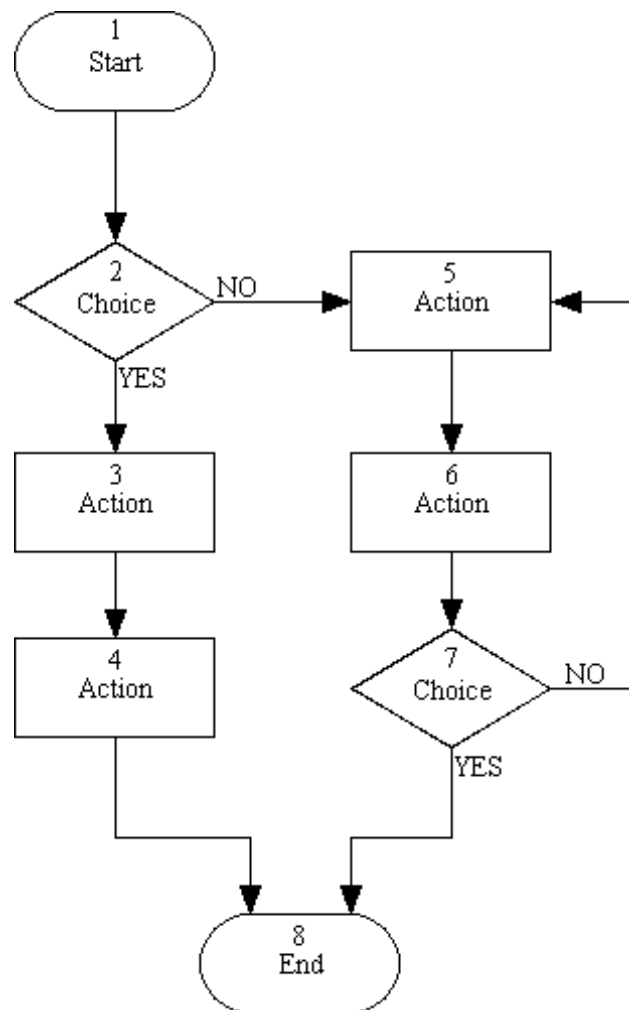 1
Start
2
Choice
NO
YES
3
Action
4
Action
5
Action
6
Action
7
Choice
NO
YES
8
End